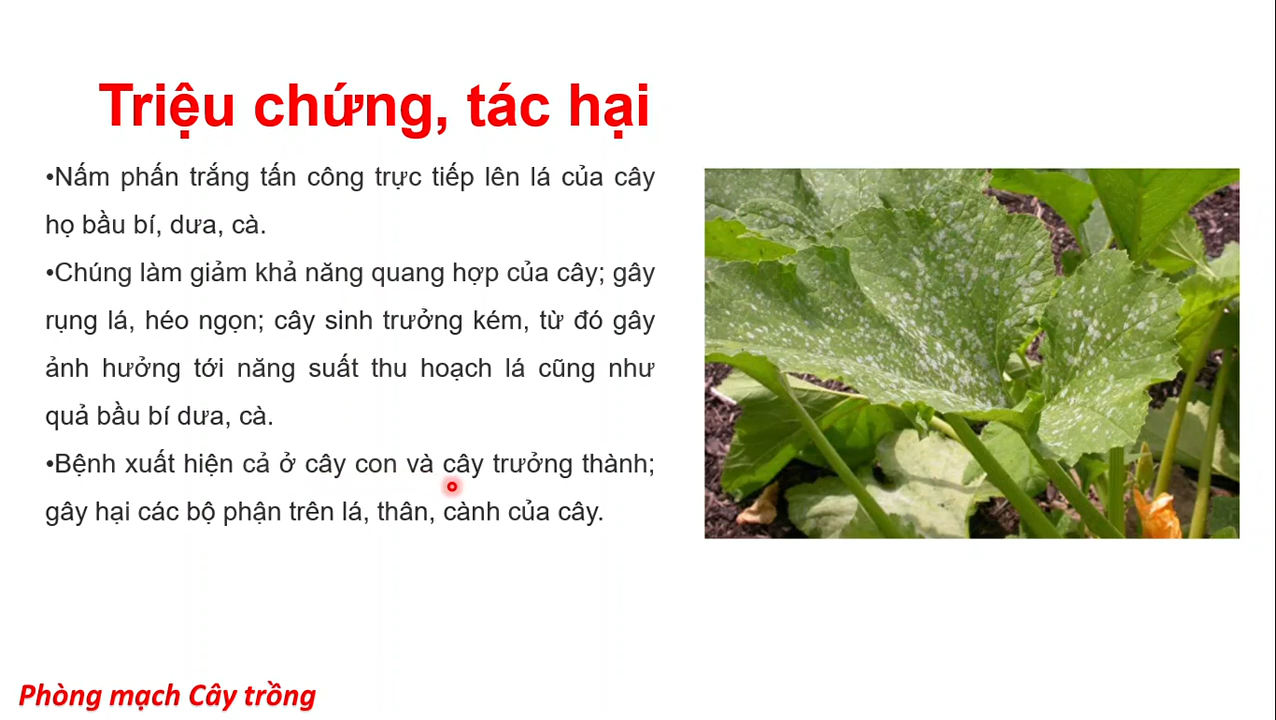 Triệu chứng, tác hại
•Nấm phấn trắng tấn công trực tiếp lên lá của cây
họ bầu bí, dưa, cà.
•Chúng làm giảm khả năng quang hợp của cây; gây
rụng lá, héo ngọn; cây sinh trưởng kém, từ đó gây
ảnh hưởng tới năng suất thu hoạch lá cũng như
quả bầu bí dưa, cà.
•Bệnh xuất hiện cả ở cây con và cây trưởng thành;
gây hại các bộ phận trên lá, thân, cành của cây.
Phòng mạch Cây trồng